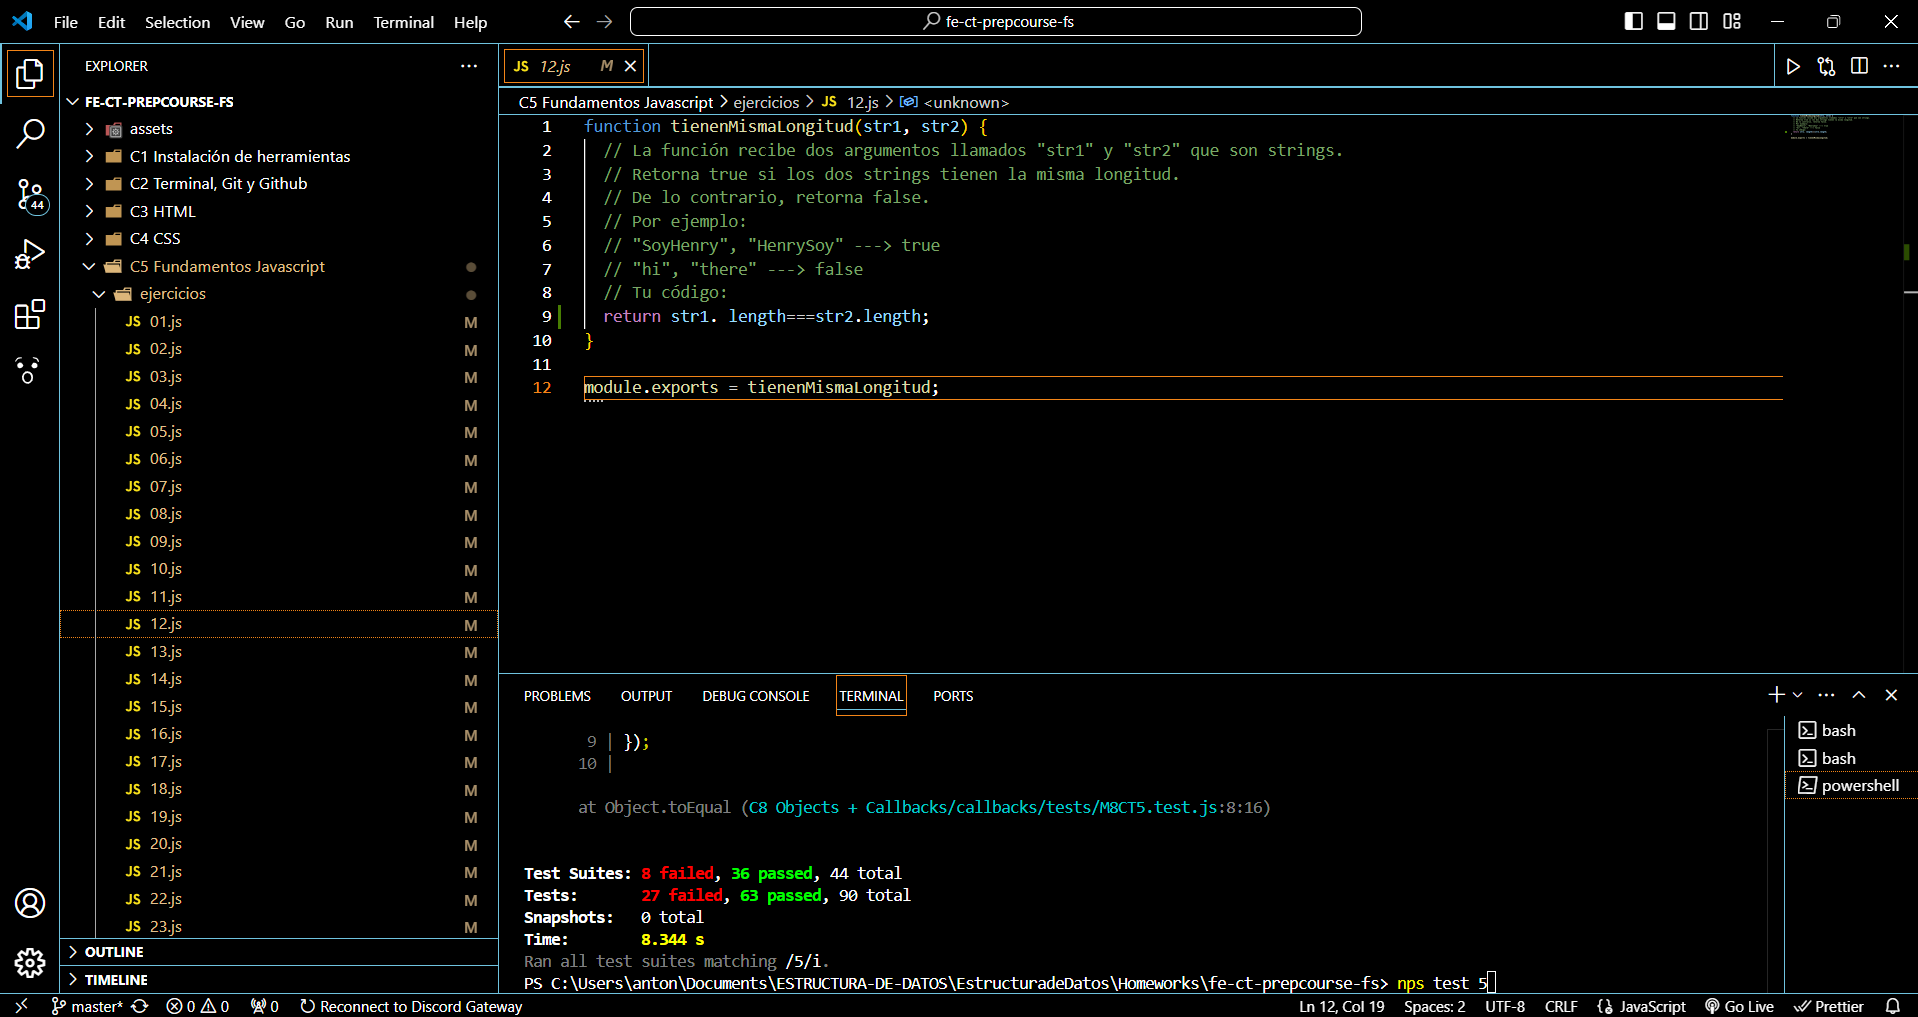 File Edit Selection View Go Run Terminal Help
fe-ct-prepcourse-fs
EXPLORER
FE-CT-PREPCOURSE-FS
assets
C1 Instalación de herramientas
C2 Terminal, Git y Github
C3 HTML
C4 CSS
C5 Fundamentos Javascript
ejercicios
JS 01.js M
JS 02.js M
JS 03.js M
JS 04.js M
JS 05.js M
JS 06.js M
JS 07.js M
JS 08.js M
JS 09.js M
JS 10.js M
JS 11.js M
JS 12.js M
JS 13.js M
JS 14.js M
JS 15.js M
JS 16.js M
JS 17.js M
JS 18.js M
JS 19.js M
JS 20.js M
JS 21.js M
JS 22.js M
JS 23.js M
OUTLINE
TIMELINE
44
JS 12.js M
C5 Fundamentos Javascript > ejercicios > JS 12.js > <unknown>
1 function tienenMismaLongitud(str1, str2) {
2 // La función recibe dos argumentos llamados "str1" y "str2" que son strings.
3 // Retorna true si los dos strings tienen la misma longitud.
4 // De lo contrario, retorna false.
5 // Por ejemplo:
6 // "SoyHenry", "HenrySoy" ---> true
7 // "hi", "there" ---> false
8 // Tu código:
9 return str1. length===str2.length;
10 }
11
12 module.exports = tienenMismaLongitud;
PROBLEMS OUTPUT DEBUG CONSOLE TERMINAL PORTS
9 | });
10 |
at Object.toEqual (C8 Objects + Callbacks/callbacks/tests/M8CT5.test.js:8:16)
Test Suites: 8 failed, 36 passed, 44 total
Tests: 27 failed, 63 passed, 90 total
Snapshots: 0 total
Time: 8.344 s
Ran all test suites matching /5/i.
PS C:\Users\anton\Documents\ESTRUCTURA-DE-DATOS\EstructuradeDatos\Homeworks\fe-ct-prepcourse-fs> nps test 5
bash
bash
powershell
master* 0 0 0 Reconnect to Discord Gateway Ln 12, Col 19 Spaces: 2 UTF-8 CRLF {} JavaScript Go Live Prettier